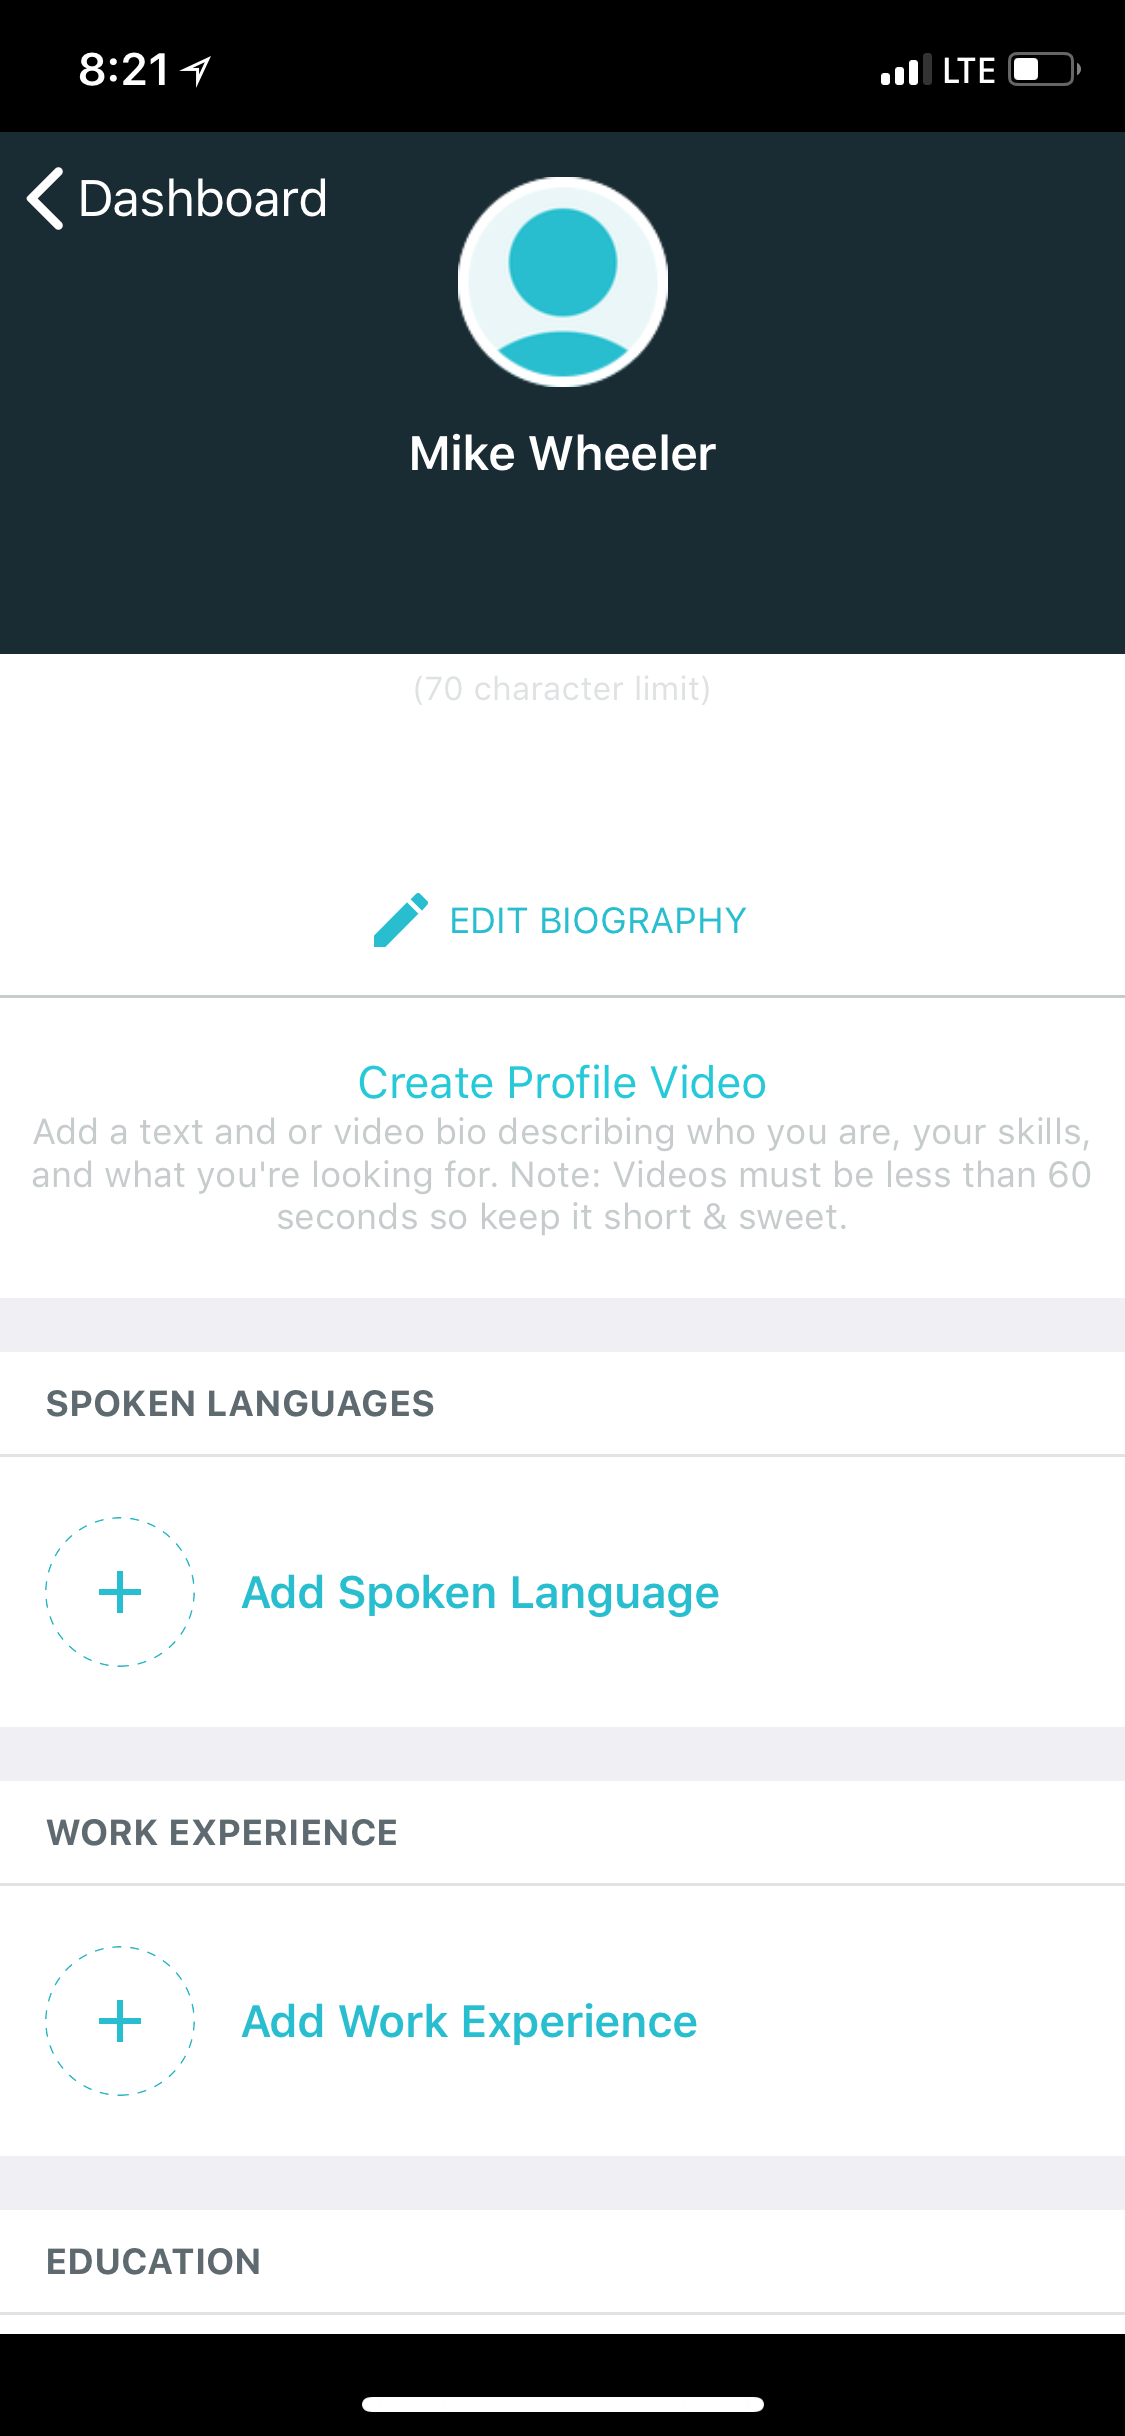 8:21
LTE
Dashboard
Mike Wheeler
(70 character limit)
EDIT BIOGRAPHY
Create Profile Video
Add a text and or video bio describing who you are, your skills,
and what you're looking for. Note: Videos must be less than 60
seconds so keep it short & sweet.
SPOKEN LANGUAGES
Add Spoken Language
WORK EXPERIENCE
Add Work Experience
EDUCATION